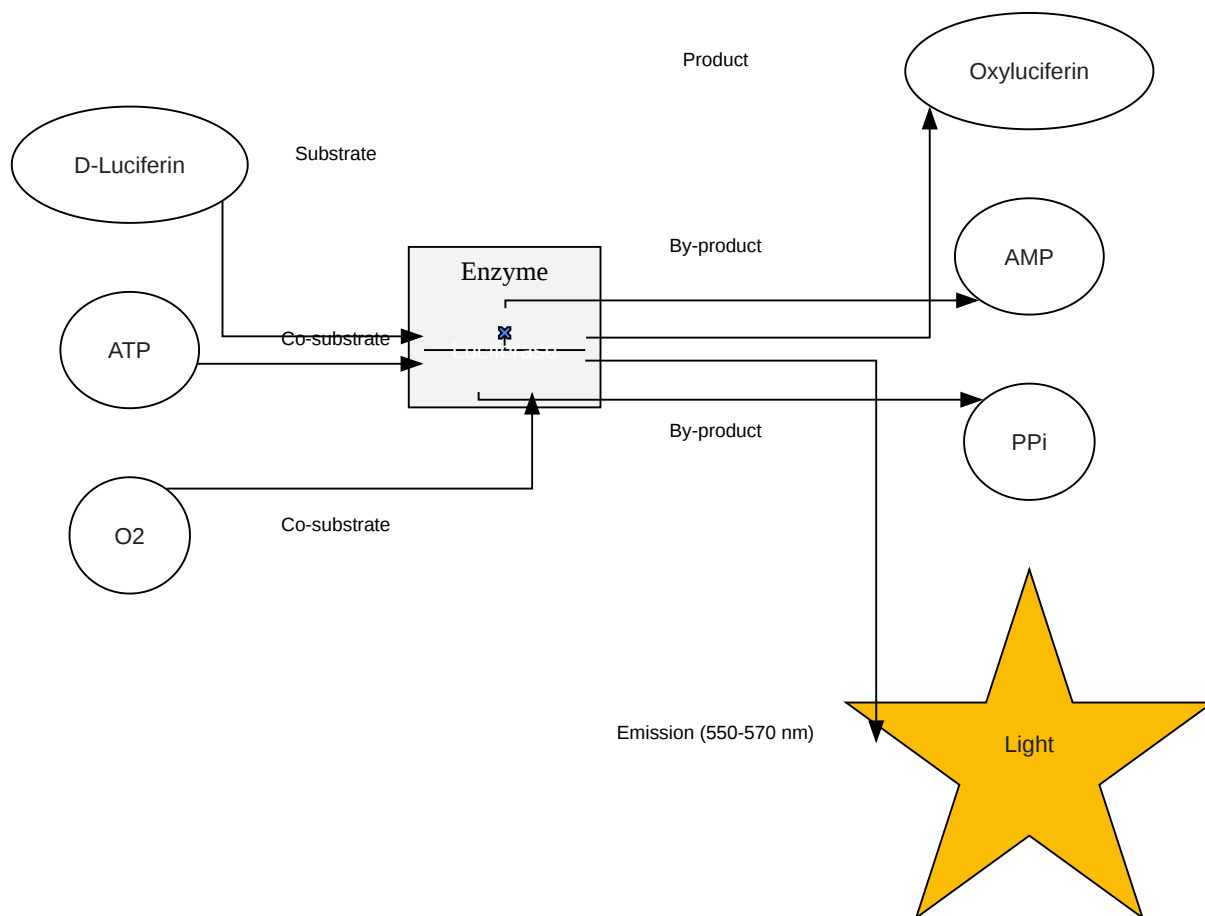 Product
Oxyluciferin
D-Luciferin
Substrate
By-product
AMP
Enzyme
ATP
Co-substrate
Luciferase
By-product
PPi
O2
Co-substrate
Emission (550-570 nm)
Light